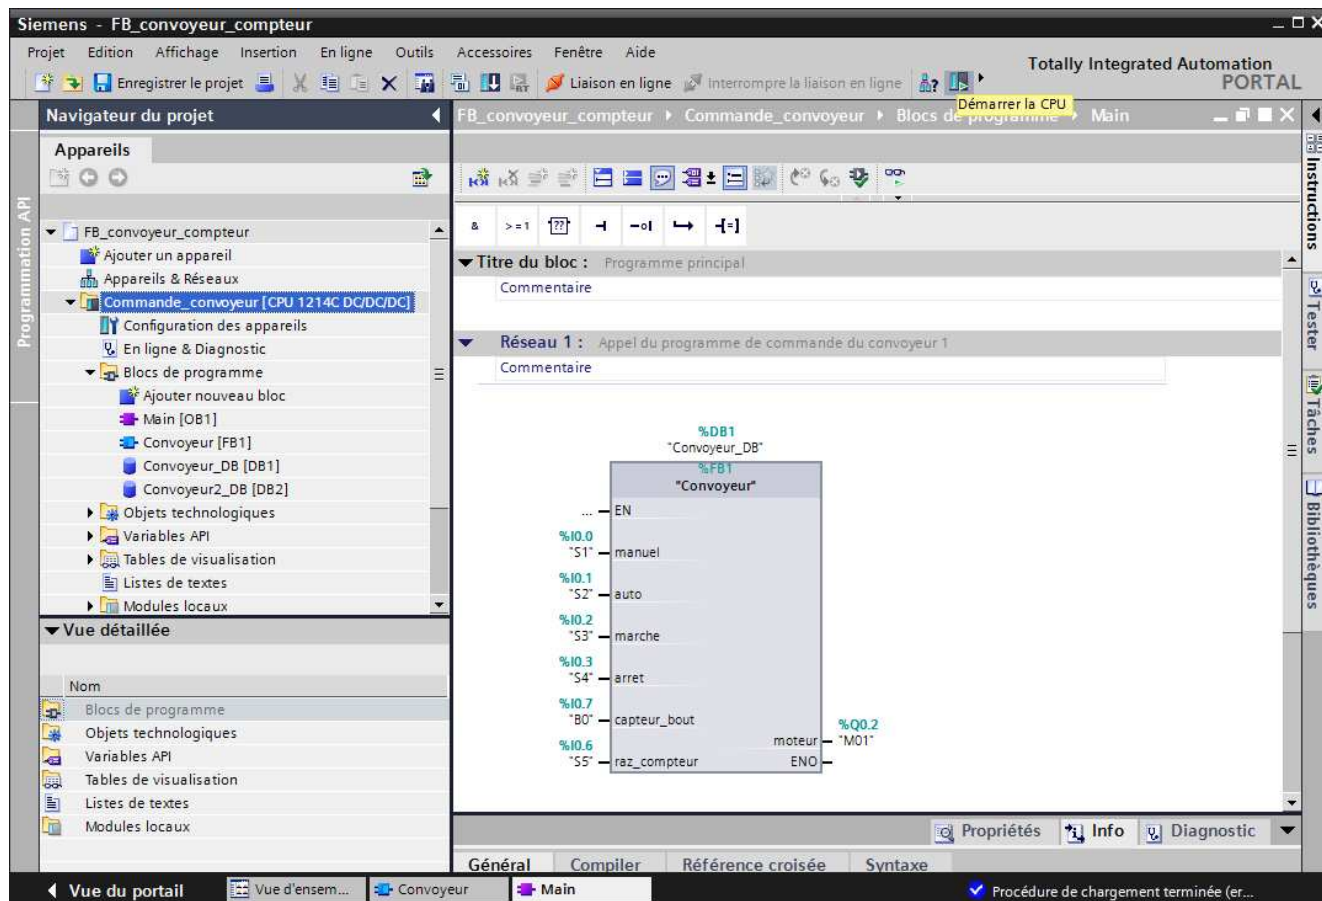 Siemens - FB_convoyeur_compteur
Projet Edition Affichage Insertion En ligne Outils Accessoires Fenêtre Aide
Totally Integrated Automation
PORTAL
Enregistrer le projet Liaison en ligne Interrompre la liaison en ligne
Démarrer la CPU
Navigateur du projet
FB_convoyeur_compteur Commande_convoyeur Blocs de programme Main
Appareils
Programmation API
FB_convoyeur_compteur
Ajouter un appareil
Appareils & Réseaux
Commande_convoyeur [CPU 1214C DC/DC/DC]
Configuration des appareils
En ligne & Diagnostic
Blocs de programme
Ajouter nouveau bloc
Main [OB1]
Convoyeur [FB1]
Convoyeur_DB [DB1]
Convoyeur2_DB [DB2]
Objets technologiques
Variables API
Tables de visualisation
Listes de textes
Modules locaux
Vue détaillée
Nom
Blocs de programme
Objets technologiques
Variables API
Tables de visualisation
Listes de textes
Modules locaux
& >=1 ??
Titre du bloc : Programme principal
Commentaire
Réseau 1 : Appel du programme de commande du convoyeur 1
Commentaire
%DB1
"Convoyeur_DB"
%FB1
"Convoyeur"
... EN
%I0.0
"S1" manuel
%I0.1
"S2" auto
%I0.2
"S3" marche
%I0.3
"S4" arret
%I0.7
"B0" capteur_bout
%I0.6
"S5" raz_compteur
%Q0.2
moteur "M01"
ENO
Instructions
Tester
Tâches
Bibliothèques
Propriétés Info Diagnostic
Général Compiler Référence croisée Syntaxe
Vue du portail Vue d'ensem... Convoyeur Main Procédure de chargement terminée (er...